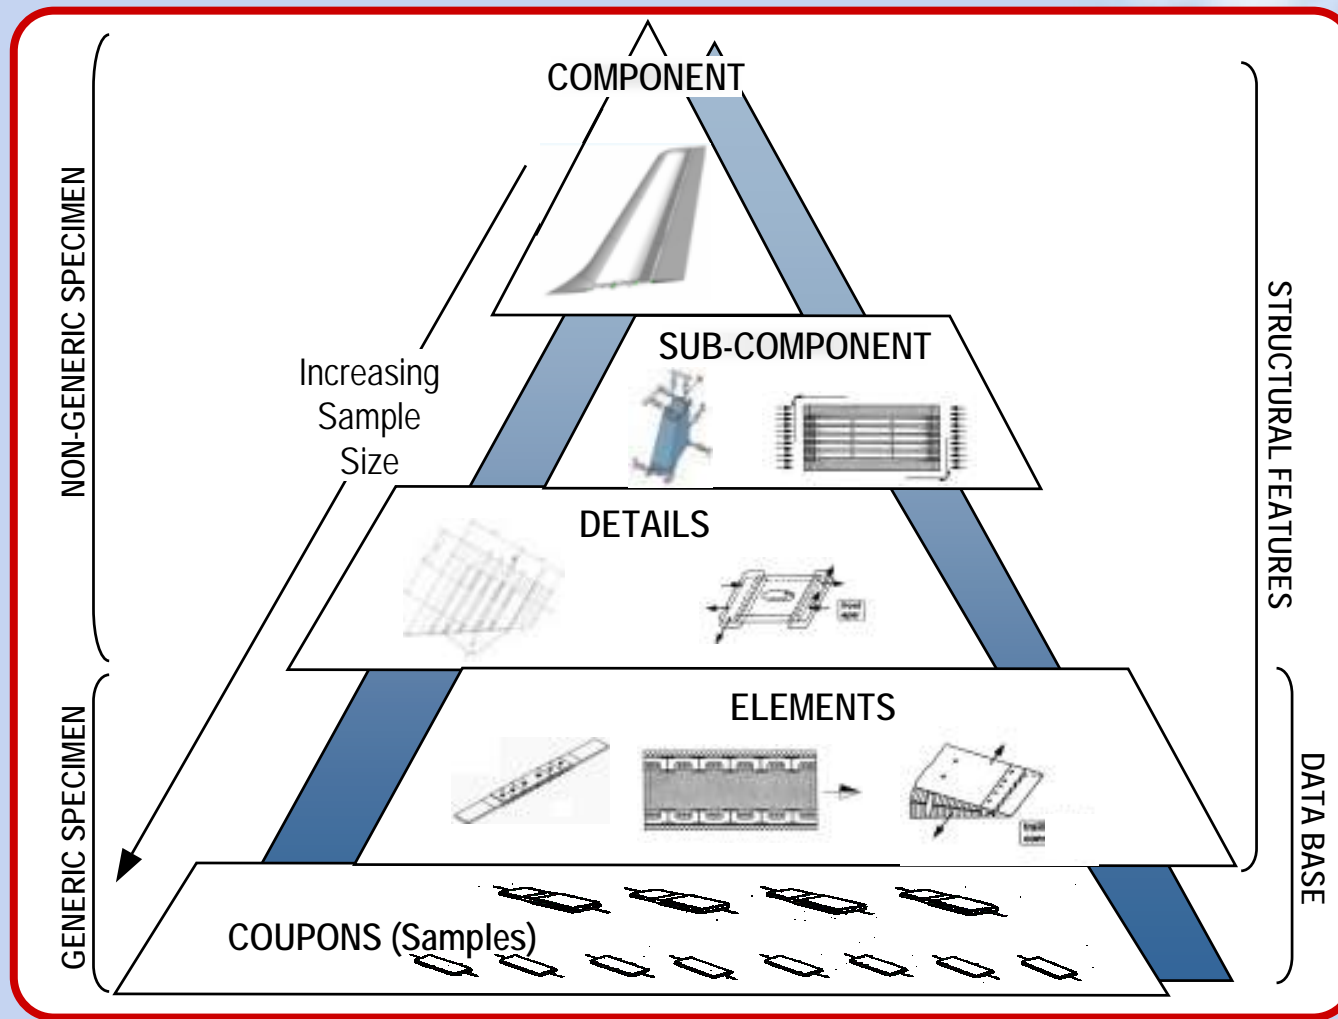 COMPONENT
NON-GENERIC SPECIMEN
STRUCTURAL FEATURES
Increasing
Sample
Size
SUB-COMPONENT
DETAILS
ELEMENTS
GENERIC SPECIMEN
DATA BASE
COUPONS (Samples)